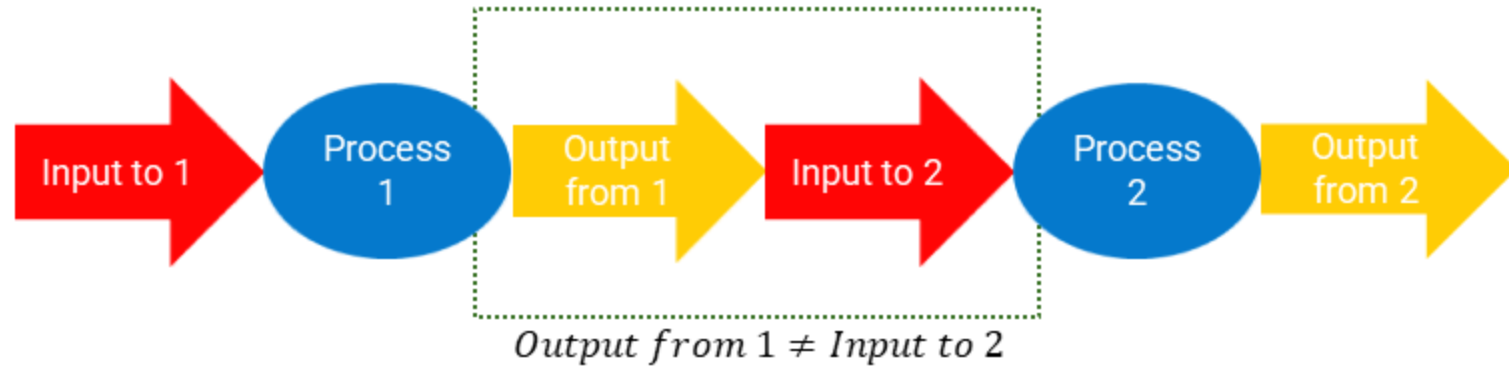 Input to 1
Process
1
Output
from 1
Input to 2
Process
2
Output
from 2
Output from 1 ≠ Input to 2